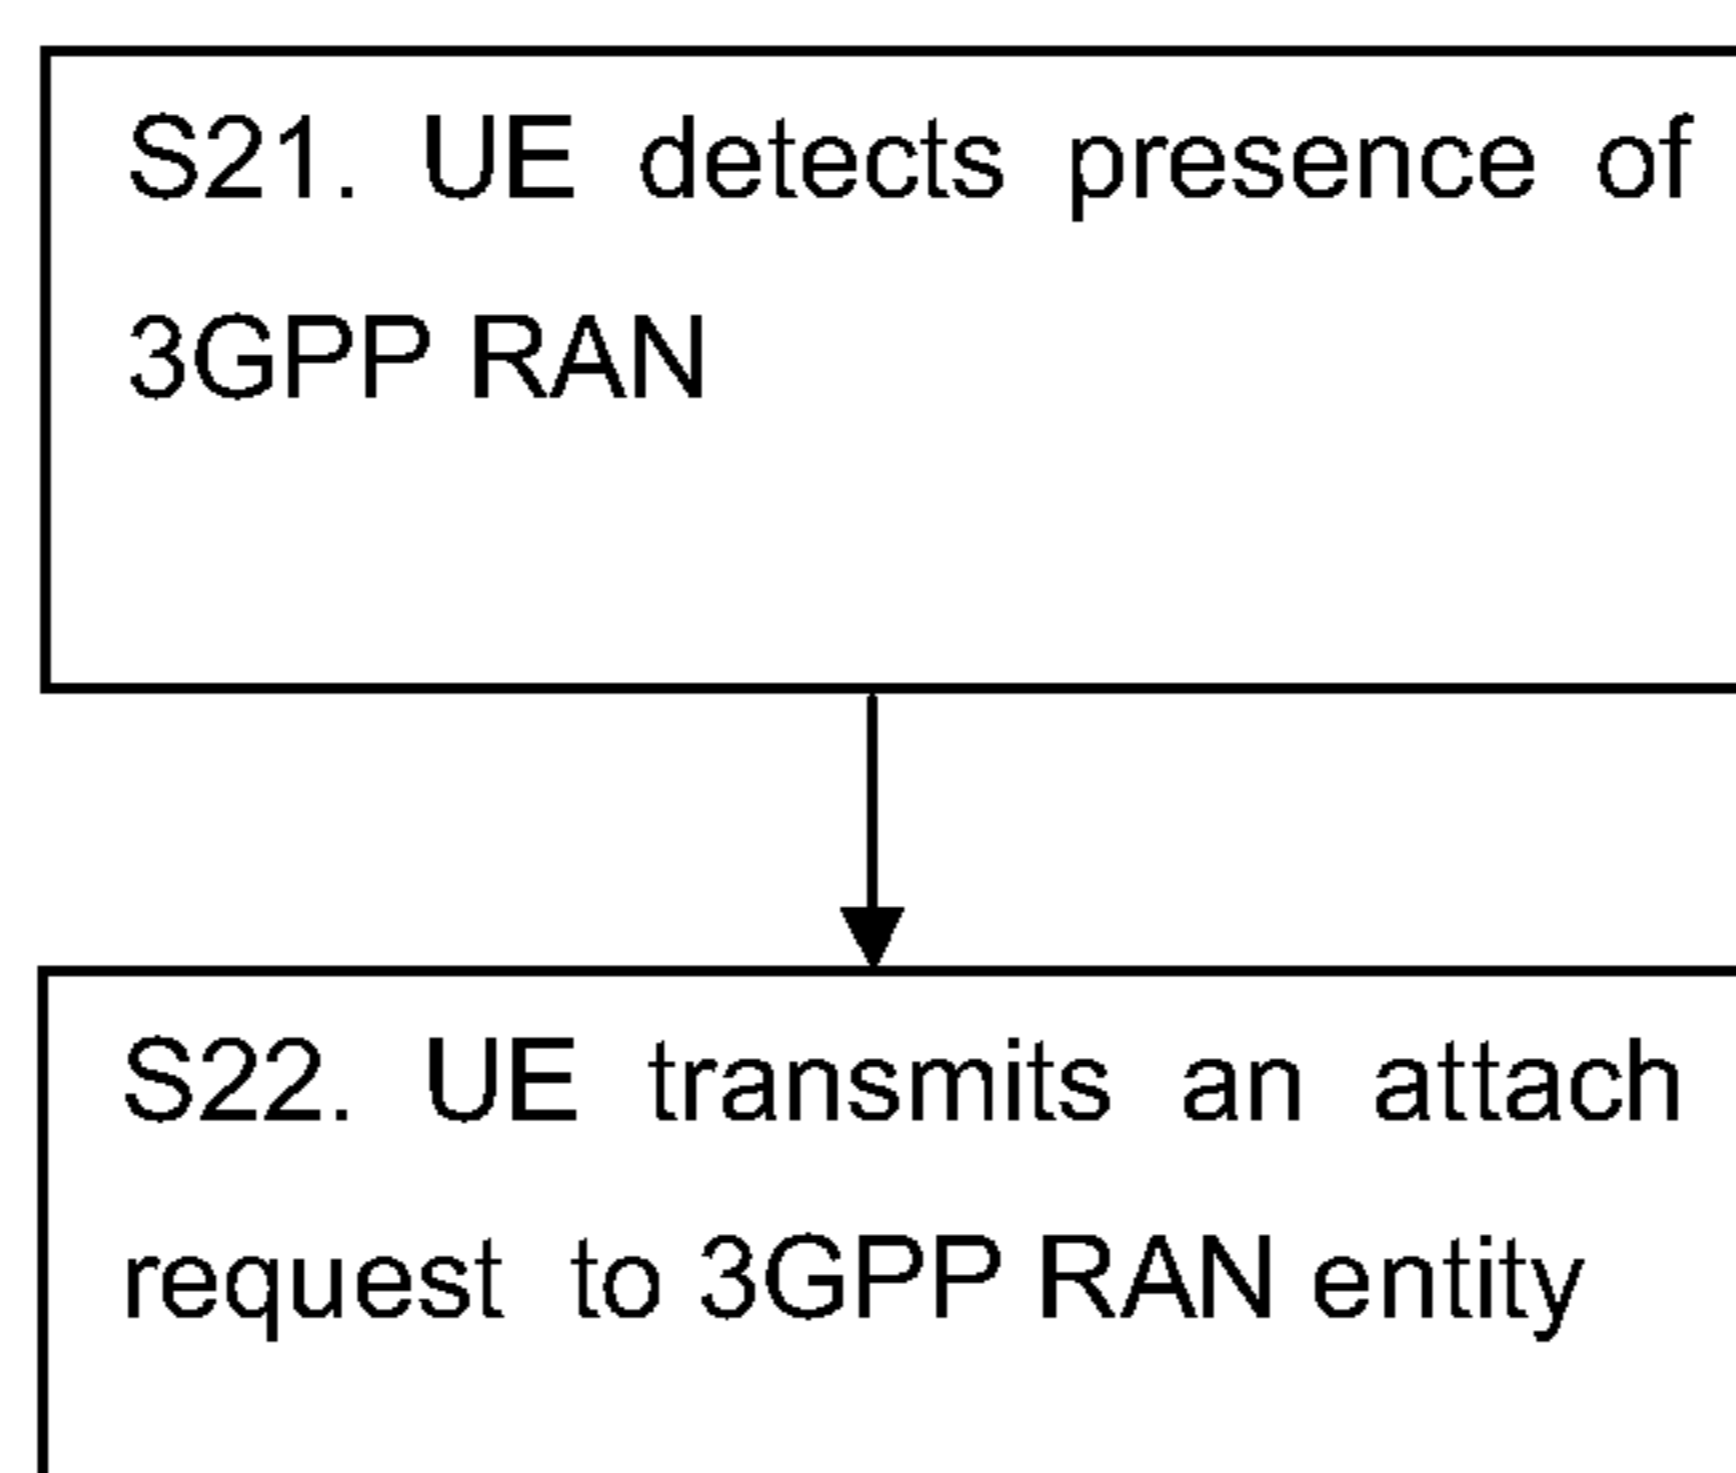 S21. UE detects presence of
3GPP RAN
S22. UE transmits an attach
request to 3GPP RAN entity